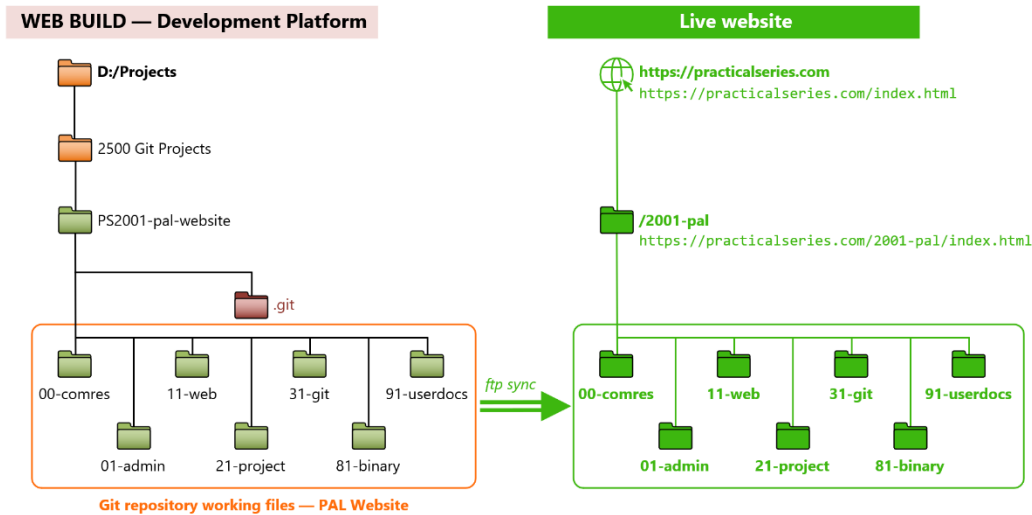 WEB BUILD — Development Platform
D:/Projects
2500 Git Projects
PS2001-pal-website
.git
00-comres
11-web
31-git
91-userdocs
01-admin
21-project
81-binary
Git repository working files — PAL Website
ftp sync
Live website
https://practicalseries.com
https://practicalseries.com/index.html
/2001-pal
https://practicalseries.com/2001-pal/index.html
00-comres
11-web
31-git
91-userdocs
01-admin
21-project
81-binary